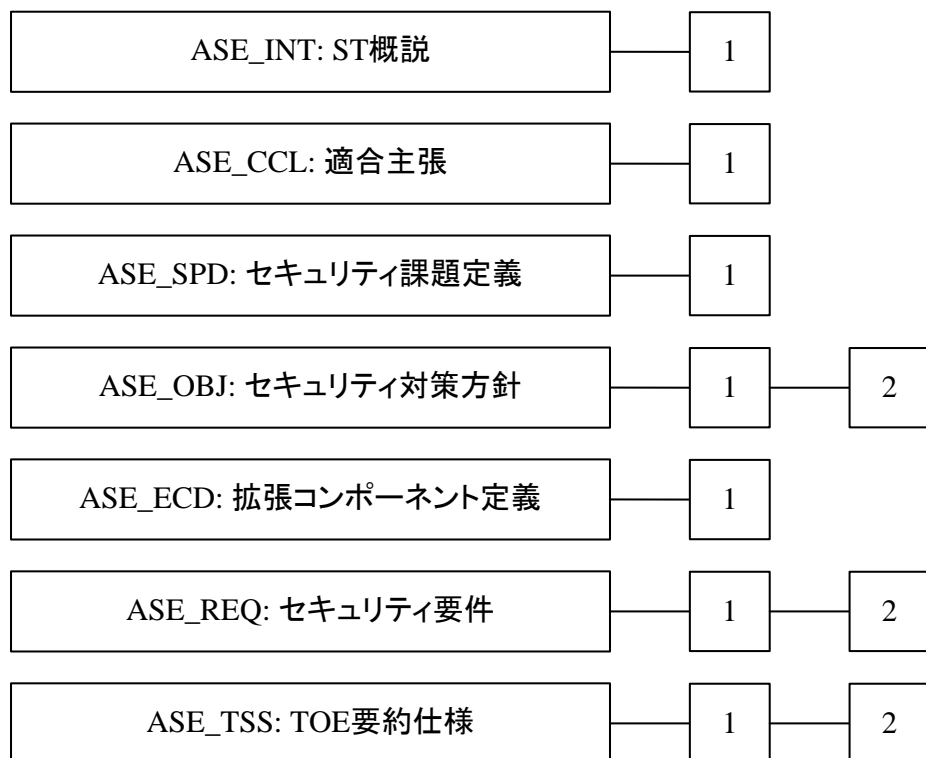 ASE_INT: ST概説 1
ASE_CCL: 適合主張 1
ASE_SPD: セキュリティ課題定義 1
ASE_OBJ: セキュリティ対策方針 1 2
ASE_ECD: 拡張コンポーネント定義 1
ASE_REQ: セキュリティ要件 1 2
ASE_TSS: TOE要約仕様 1 2